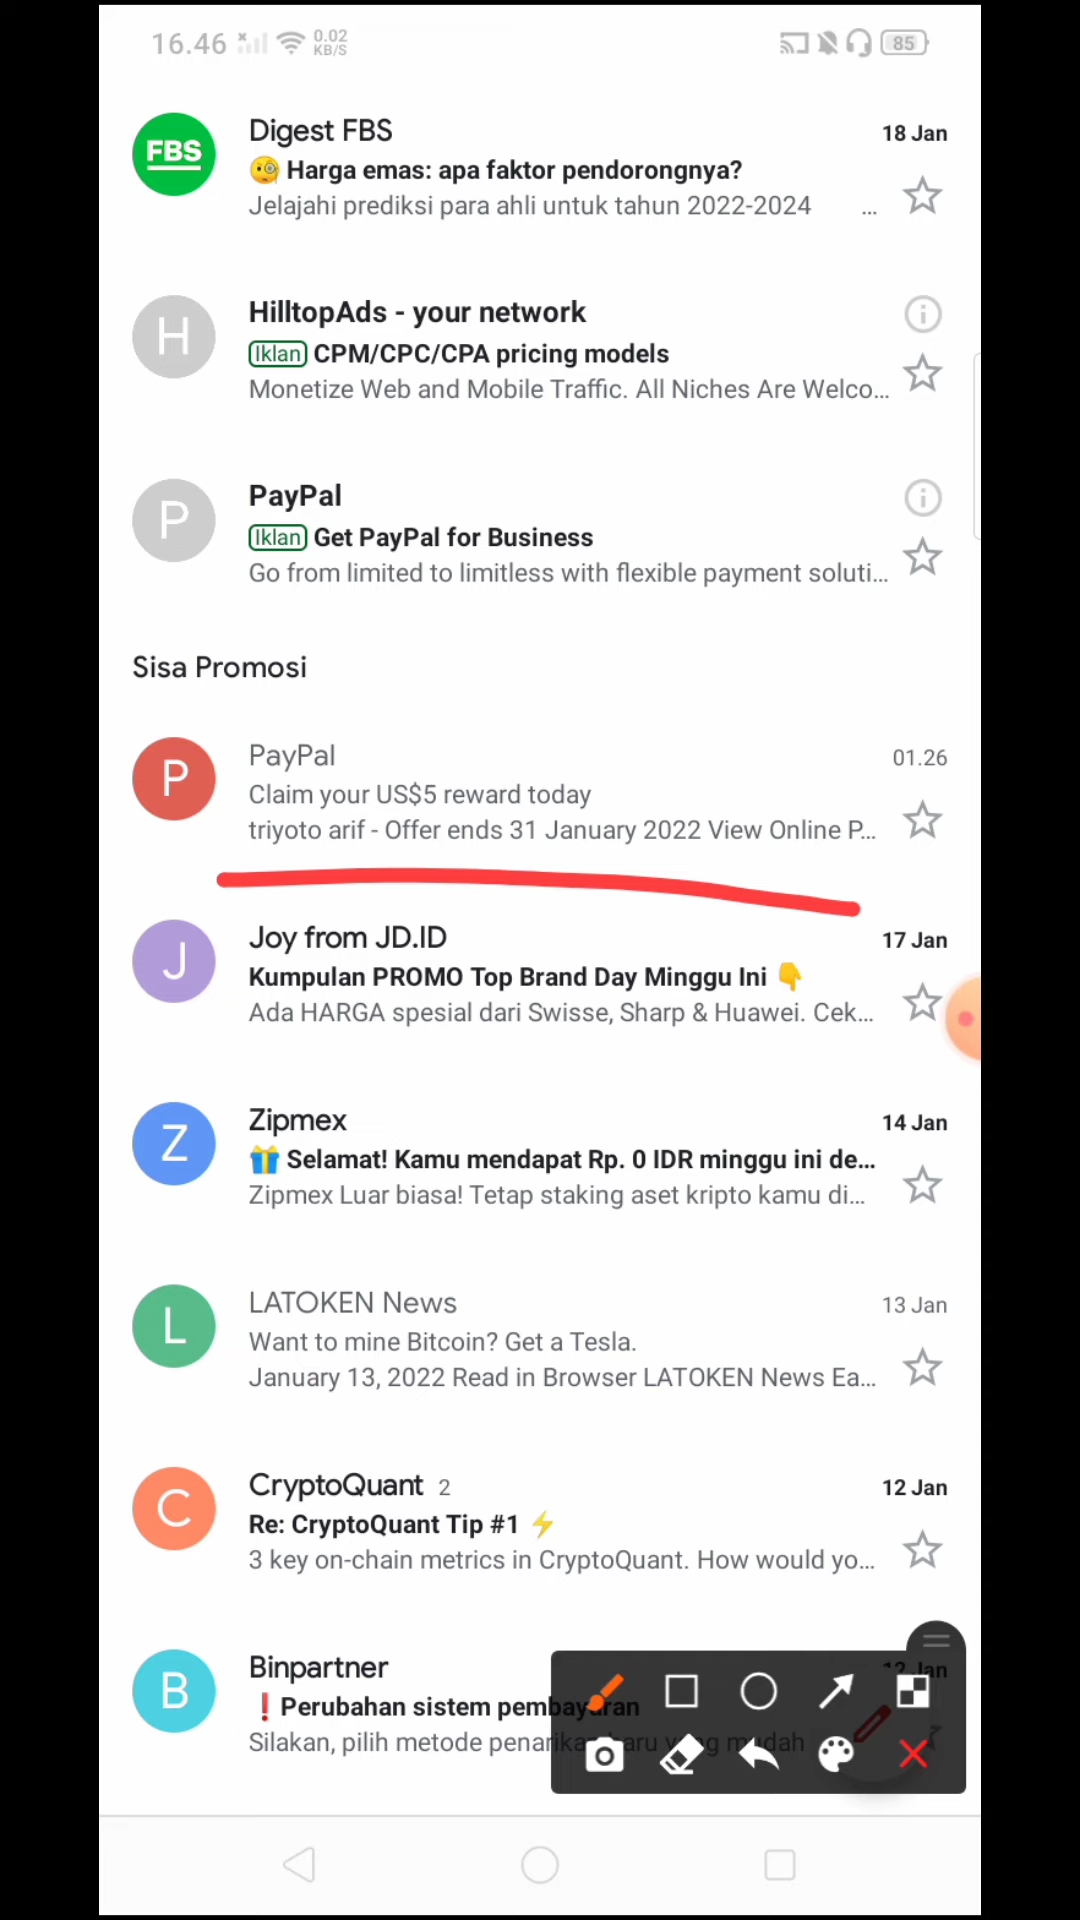 16.46 0.02 KB/S 85
Digest FBS 18 Jan
FBS
🧐 Harga emas: apa faktor pendorongnya?
Jelajahi prediksi para ahli untuk tahun 2022-2024 ...
HilltopAds - your network
H
Iklan CPM/CPC/CPA pricing models
Monetize Web and Mobile Traffic. All Niches Are Welco...
PayPal
P
Iklan Get PayPal for Business
Go from limited to limitless with flexible payment soluti...
Sisa Promosi
PayPal 01.26
P
Claim your US$5 reward today
triyoto arif - Offer ends 31 January 2022 View Online P...
Joy from JD.ID 17 Jan
J
Kumpulan PROMO Top Brand Day Minggu Ini 👇
Ada HARGA spesial dari Swisse, Sharp & Huawei. Cek...
Zipmex 14 Jan
Z
🎁 Selamat! Kamu mendapat Rp. 0 IDR minggu ini de...
Zipmex Luar biasa! Tetap staking aset kripto kamu di...
LATOKEN News 13 Jan
L
Want to mine Bitcoin? Get a Tesla.
January 13, 2022 Read in Browser LATOKEN News Ea...
CryptoQuant 2 12 Jan
C
Re: CryptoQuant Tip #1 ⚡
3 key on-chain metrics in CryptoQuant. How would yo...
Binpartner 12 Jan
B
❗ Perubahan sistem pembayaran
Silakan, pilih metode penarikan baru yang mudah